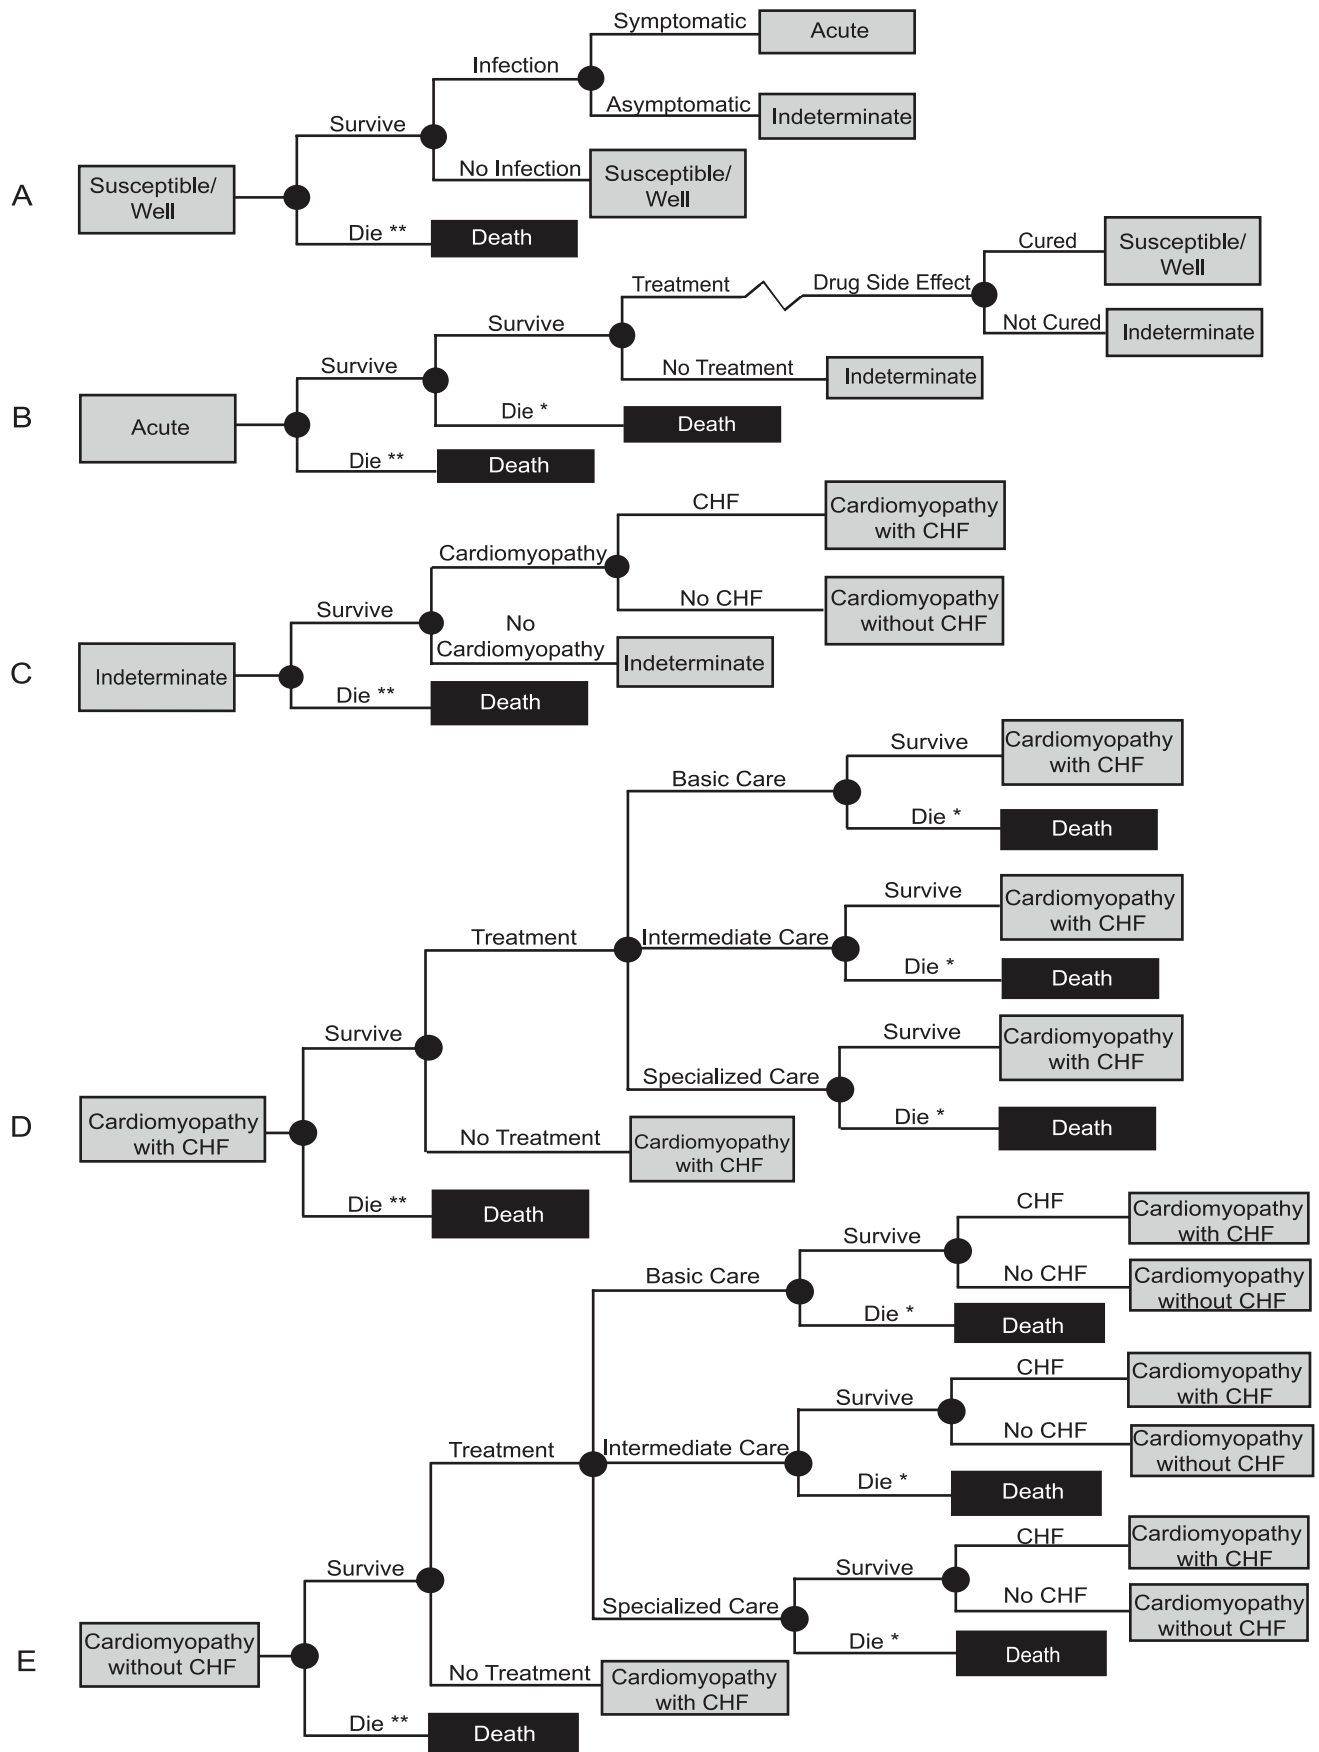 A
Susceptible/
Well
Survive
Die **
Death
Infection
No Infection
Susceptible/
Well
Symptomatic
Acute
Asymptomatic
Indeterminate
B
Acute
Survive
Die **
Death
Survive
Die *
Death
Treatment
Drug Side Effect
No Treatment
Indeterminate
Cured
Susceptible/
Well
Not Cured
Indeterminate
C
Indeterminate
Survive
Die **
Death
Cardiomyopathy
No
Cardiomyopathy
Indeterminate
CHF
Cardiomyopathy
with CHF
No CHF
Cardiomyopathy
without CHF
D
Cardiomyopathy
with CHF
Survive
Die **
Death
Treatment
No Treatment
Cardiomyopathy
with CHF
Basic Care
Survive
Cardiomyopathy
with CHF
Die *
Death
Intermediate Care
Survive
Cardiomyopathy
with CHF
Die *
Death
Specialized Care
Survive
Cardiomyopathy
with CHF
Die *
Death
E
Cardiomyopathy
without CHF
Survive
Die **
Death
Treatment
No Treatment
Cardiomyopathy
with CHF
Basic Care
Survive
CHF
Cardiomyopathy
with CHF
No CHF
Cardiomyopathy
without CHF
Die *
Death
Intermediate Care
Survive
CHF
Cardiomyopathy
with CHF
No CHF
Cardiomyopathy
without CHF
Die *
Death
Specialized Care
Survive
CHF
Cardiomyopathy
with CHF
No CHF
Cardiomyopathy
without CHF
Die *
Death